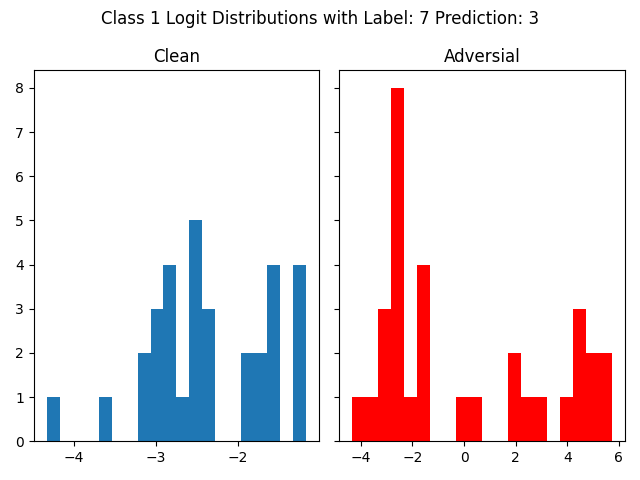 Class 1 Logit Distributions with Label: 7 Prediction: 3
Clean
Adversial
8
7
6
5
4
3
2
1
0
−4 −3 −2
−4 −2 0 2 4 6